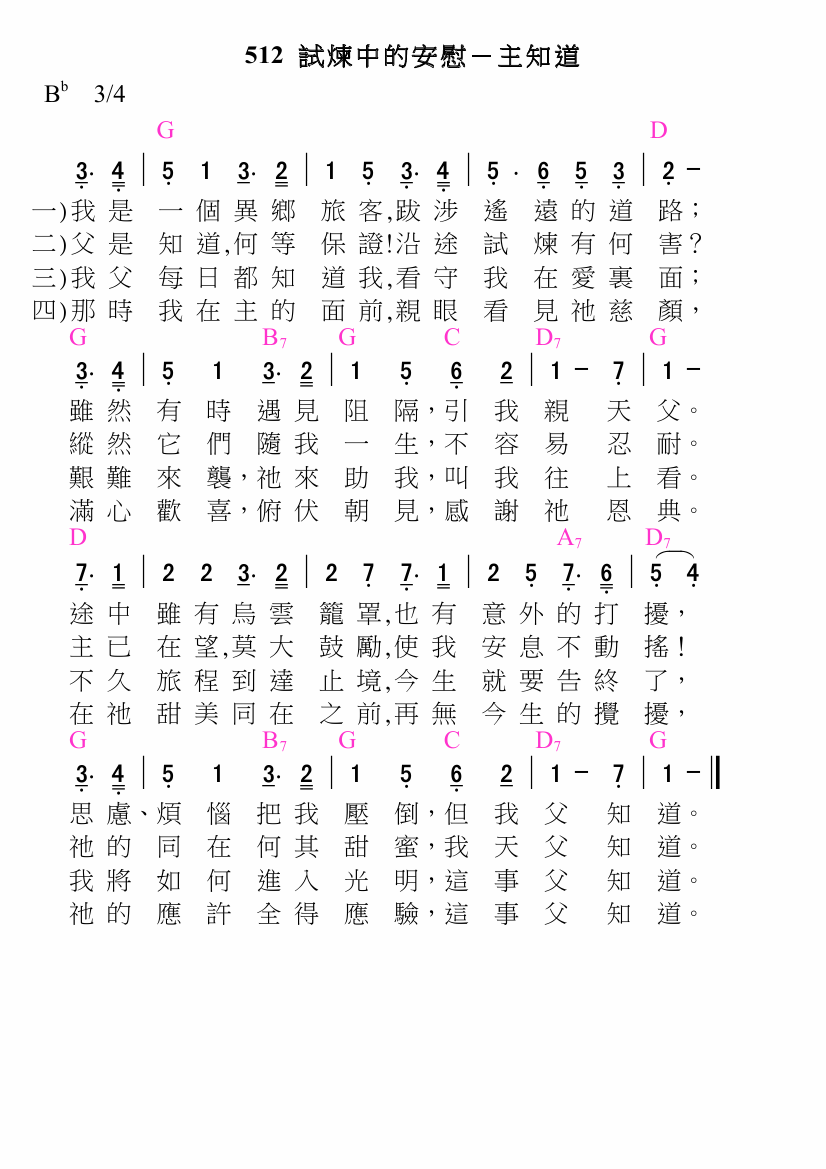 512 試煉中的安慰－主知道
B♭ 3/4
G D
3· 4 | 5 1 3· 2 | 1 5 3· 4 | 5 · 6 5 3 | 2 －
一)我是 一個異鄉 旅客,跋涉 遙遠的道 路；
二)父是 知道,何等 保證!沿途 試煉有何 害？
三)我父 每日都知 道我,看守 我在愛裏 面；
四)那時 我在主的 面前,親眼 看見祂慈 顏，
G B7 G C D7 G
3· 4 | 5 1 3· 2 | 1 5 6 2 | 1 － 7 | 1 －
雖然 有時遇見 阻隔，引我 親天 父。
縱然 它們隨我 一生，不容 易忍 耐。
艱難 來襲，祂來 助我，叫我 往上 看。
滿心 歡喜，俯伏 朝見，感謝 祂恩 典。
D A7 D7
7· 1 | 2 2 3· 2 | 2 7 7· 1 | 2 5 7· 6 | 5 4
途中 雖有烏雲 籠罩,也有 意外的打 擾，
主已 在望,莫大 鼓勵,使我 安息不動 搖！
不久 旅程到達 止境,今生 就要告終 了，
在祂 甜美同在 之前,再無 今生的攪 擾，
G B7 G C D7 G
3· 4 | 5 1 3· 2 | 1 5 6 2 | 1 － 7 | 1 － ‖
思慮、煩惱把我 壓倒，但我 父知 道。
祂的 同在何其 甜蜜，我天 父知 道。
我將 如何進入 光明，這事 父知 道。
祂的 應許全得 應驗，這事 父知 道。